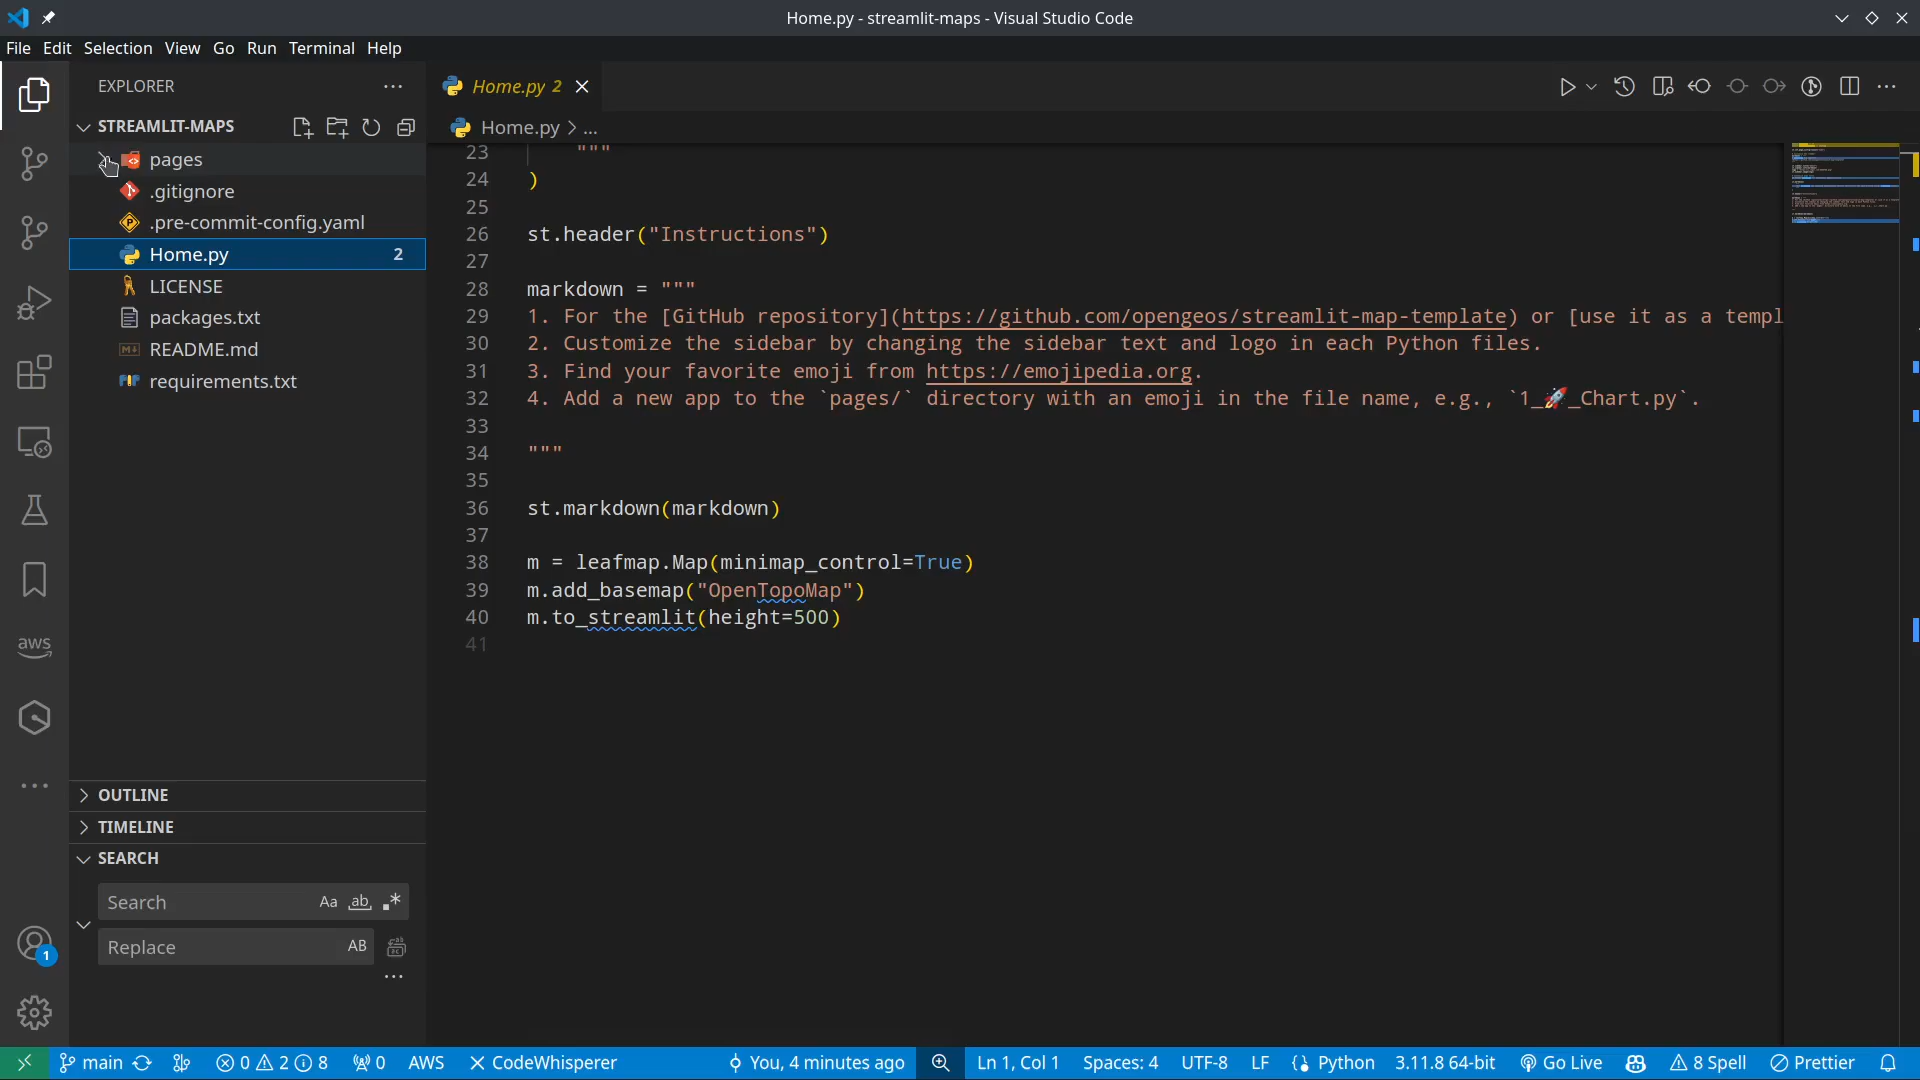 Home.py - streamlit-maps - Visual Studio Code
File Edit Selection View Go Run Terminal Help
EXPLORER
STREAMLIT-MAPS
pages
.gitignore
.pre-commit-config.yaml
Home.py 2
LICENSE
packages.txt
README.md
requirements.txt
OUTLINE
TIMELINE
SEARCH
Search Aa ab
Replace AB
aws
1
Home.py 2
Home.py > ...
23 """
24 )
25
26 st.header("Instructions")
27
28 markdown = """
29 1. For the [GitHub repository](https://github.com/opengeos/streamlit-map-template) or [use it as a templ
30 2. Customize the sidebar by changing the sidebar text and logo in each Python files.
31 3. Find your favorite emoji from https://emojipedia.org.
32 4. Add a new app to the `pages/` directory with an emoji in the file name, e.g., `1_🚀_Chart.py`.
33
34 """
35
36 st.markdown(markdown)
37
38 m = leafmap.Map(minimap_control=True)
39 m.add_basemap("OpenTopoMap")
40 m.to_streamlit(height=500)
41
main 0 2 8 0 AWS CodeWhisperer You, 4 minutes ago Ln 1, Col 1 Spaces: 4 UTF-8 LF {} Python 3.11.8 64-bit Go Live 8 Spell Prettier